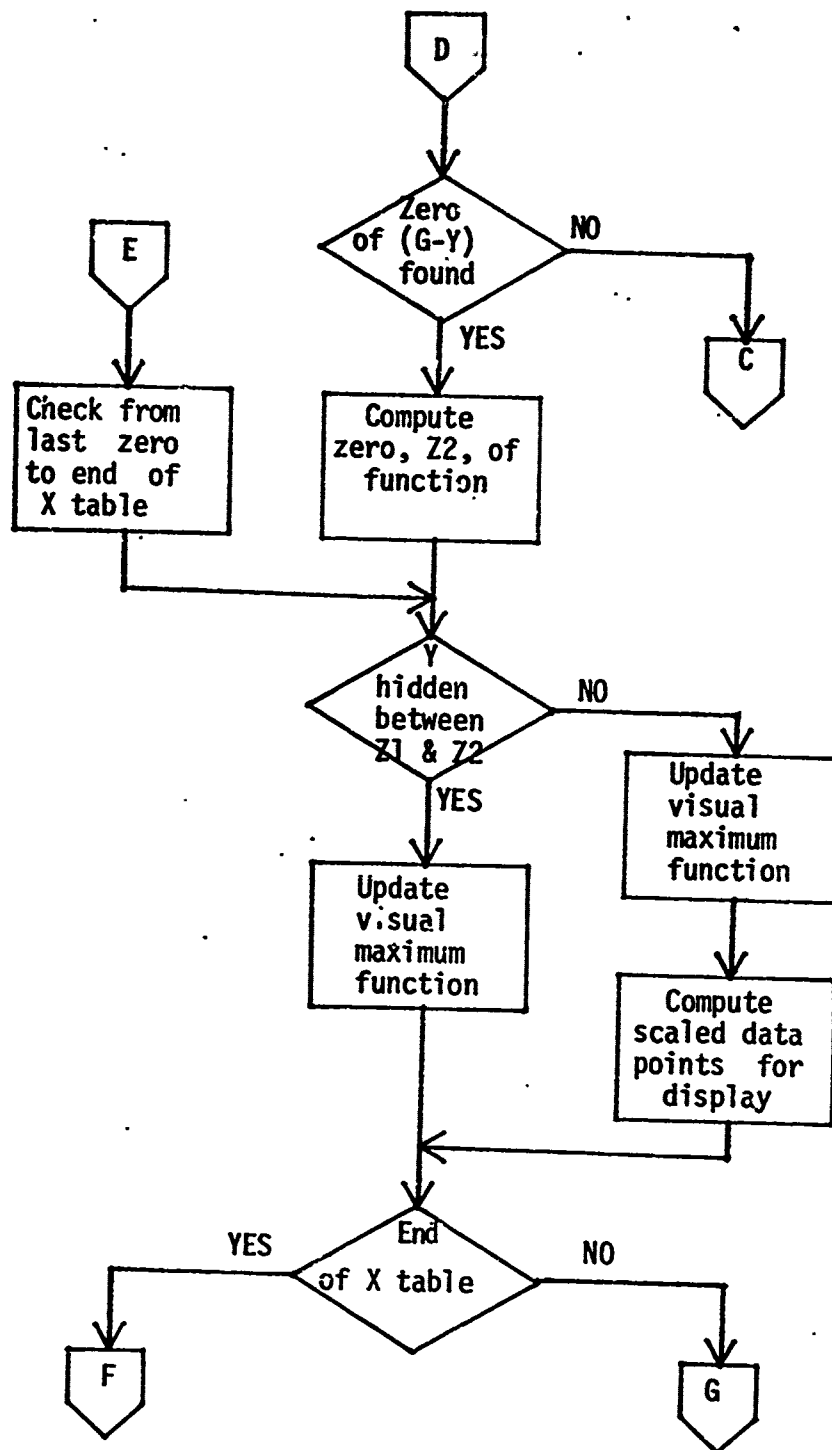 D
Zero
of (G-Y)
found
NO
E
YES
C
Check from
last zero
to end of
X table
Compute
zero, Z2, of
function
Y
hidden
between
Z1 & Z2
NO
YES
Update
visual
maximum
function
Update
visual
maximum
function
Compute
scaled data
points for
display
End
of X table
YES
NO
F
G